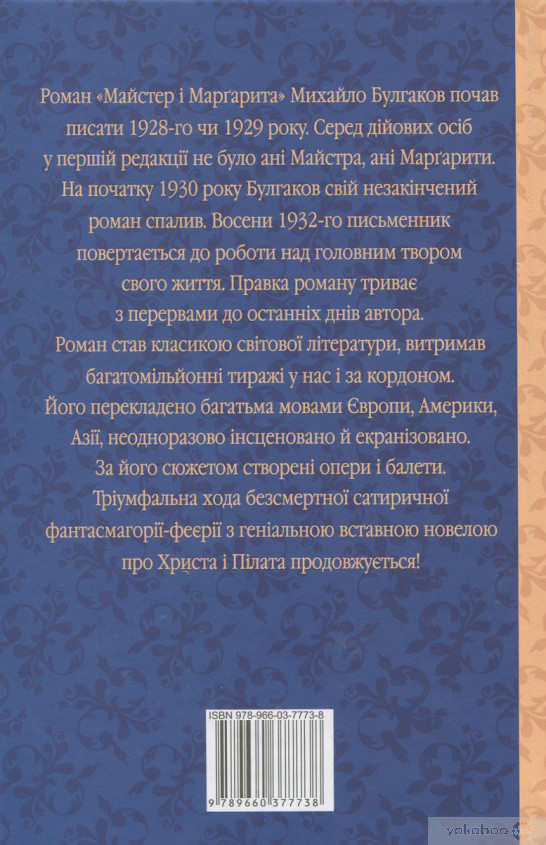 Роман «Майстер і Марґарита» Михайло Булгаков почав
писати 1928-го чи 1929 року. Серед дійових осіб
у першій редакції не було ані Майстра, ані Марґарити.
На початку 1930 року Булгаков свій незакінчений
роман спалив. Восени 1932-го письменник
повертається до роботи над головним твором
свого життя. Правка роману триває
з перервами до останніх днів автора.
Роман став класикою світової літератури, витримав
багатомільйонні тиражі у нас і за кордоном.
Його перекладено багатьма мовами Європи, Америки,
Азії, неодноразово інсценовано й екранізовано.
За його сюжетом створені опери і балети.
Тріумфальна хода безсмертної сатиричної
фантасмагорії-феєрії з геніальною вставною новелою
про Христа і Пілата продовжується!
ISBN 978-966-03-7773-8
9 789660 377738
yakaboo